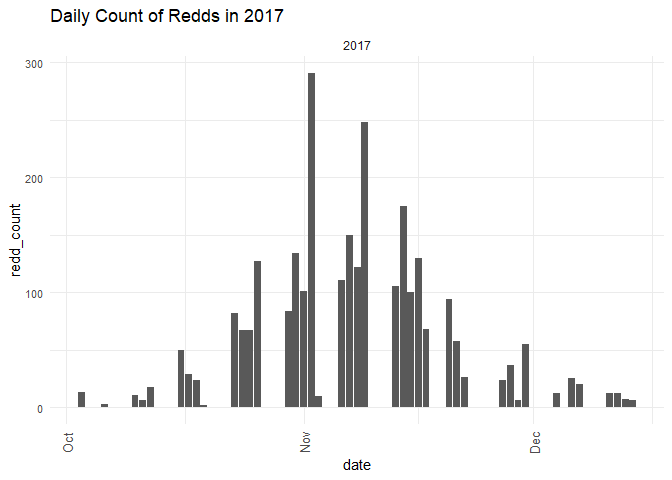 Daily Count of Redds in 2017
2017
300
200
100
0
redd_count
Oct
Nov
Dec
date